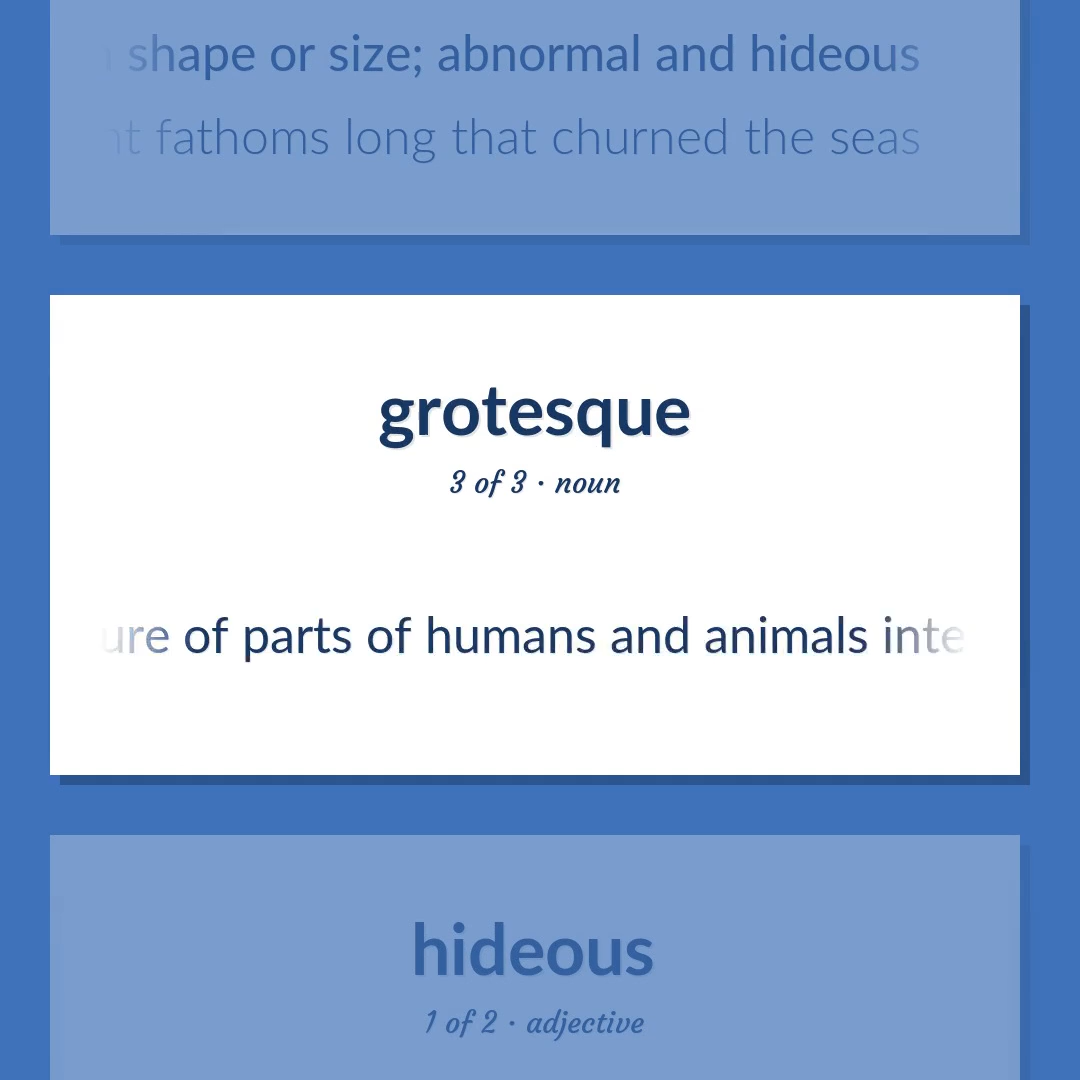 shape or size; abnormal and hideous
fathoms long that churned the seas
grotesque
3 of 3 · noun
of parts of humans and animals
hideous
1 of 2 · adjective